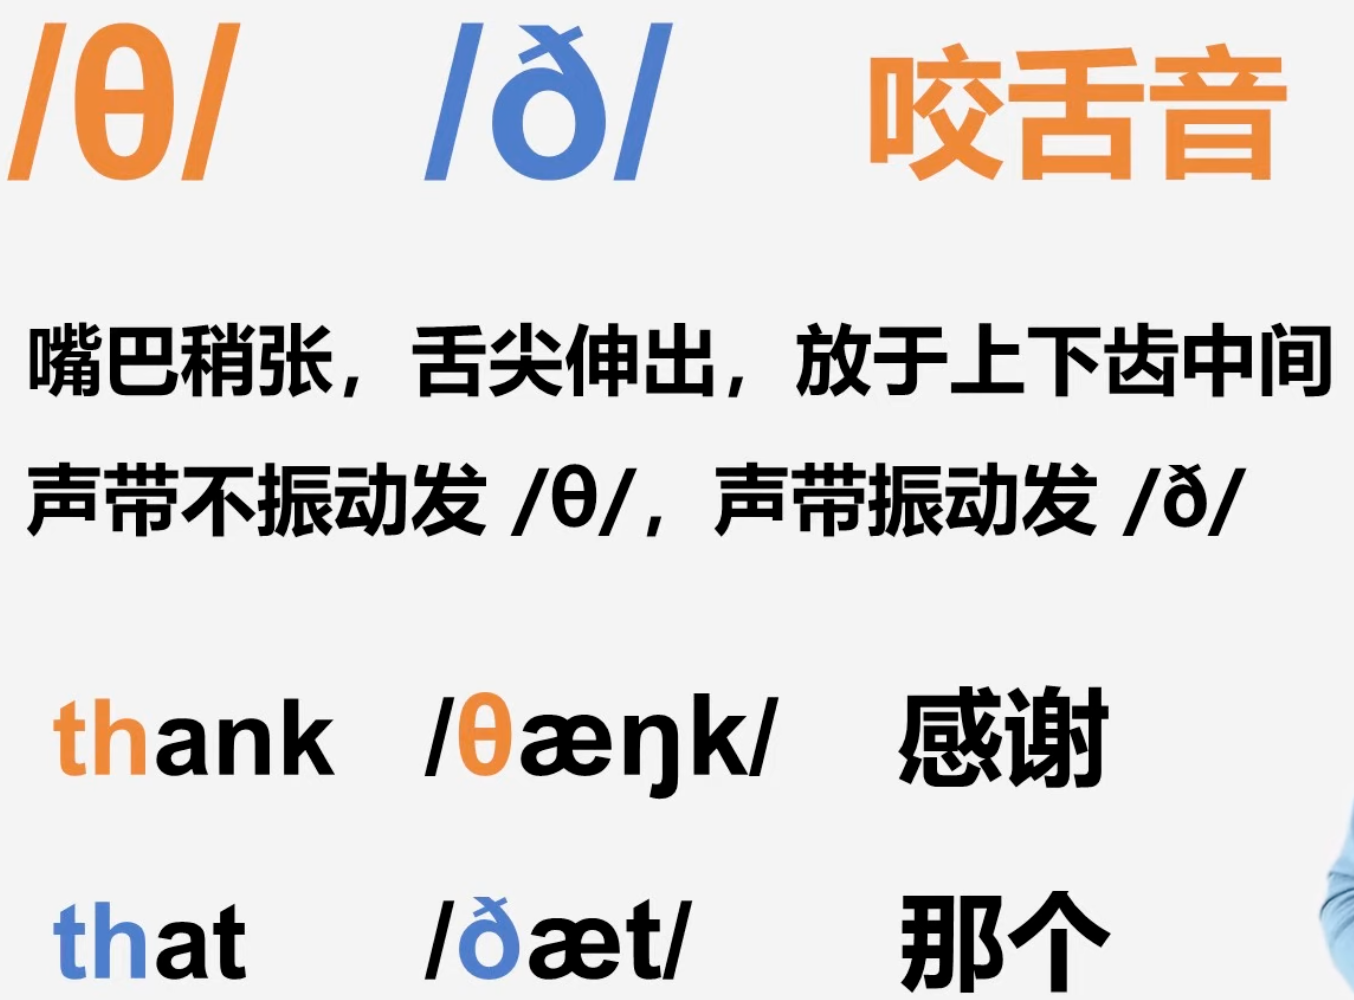 /θ/ /ð/ 咬舌音
嘴巴稍张，舌尖伸出，放于上下齿中间
声带不振动发 /θ/，声带振动发 /ð/
thank /θæŋk/ 感谢
that /ðæt/ 那个